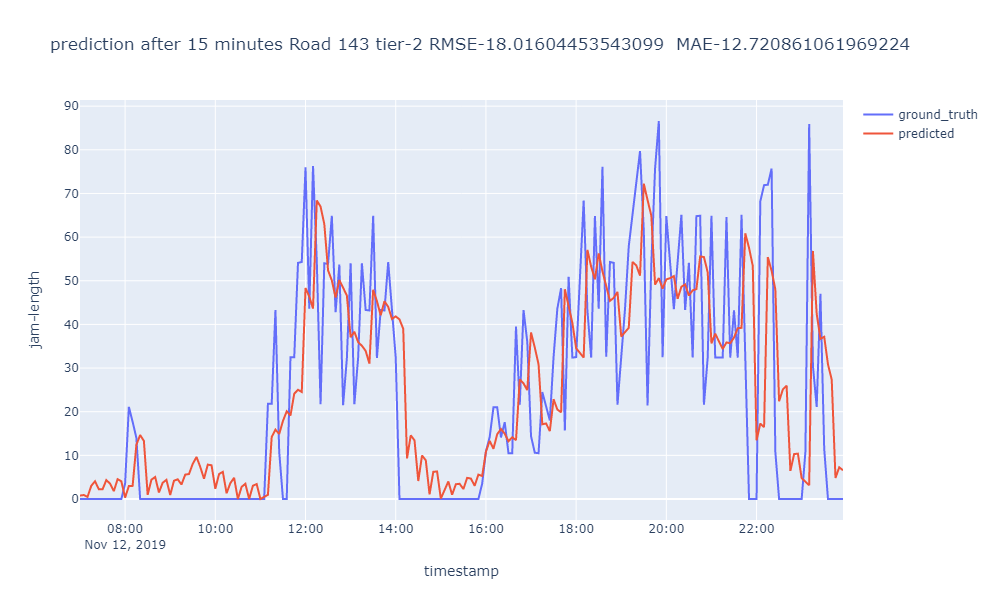 prediction after 15 minutes Road 143 tier-2 RMSE-18.01604453543099  MAE-12.720861061969224
ground_truth
predicted
jam-length
90
80
70
60
50
40
30
20
10
0
08:00 10:00 12:00 14:00 16:00 18:00 20:00 22:00
Nov 12, 2019
timestamp